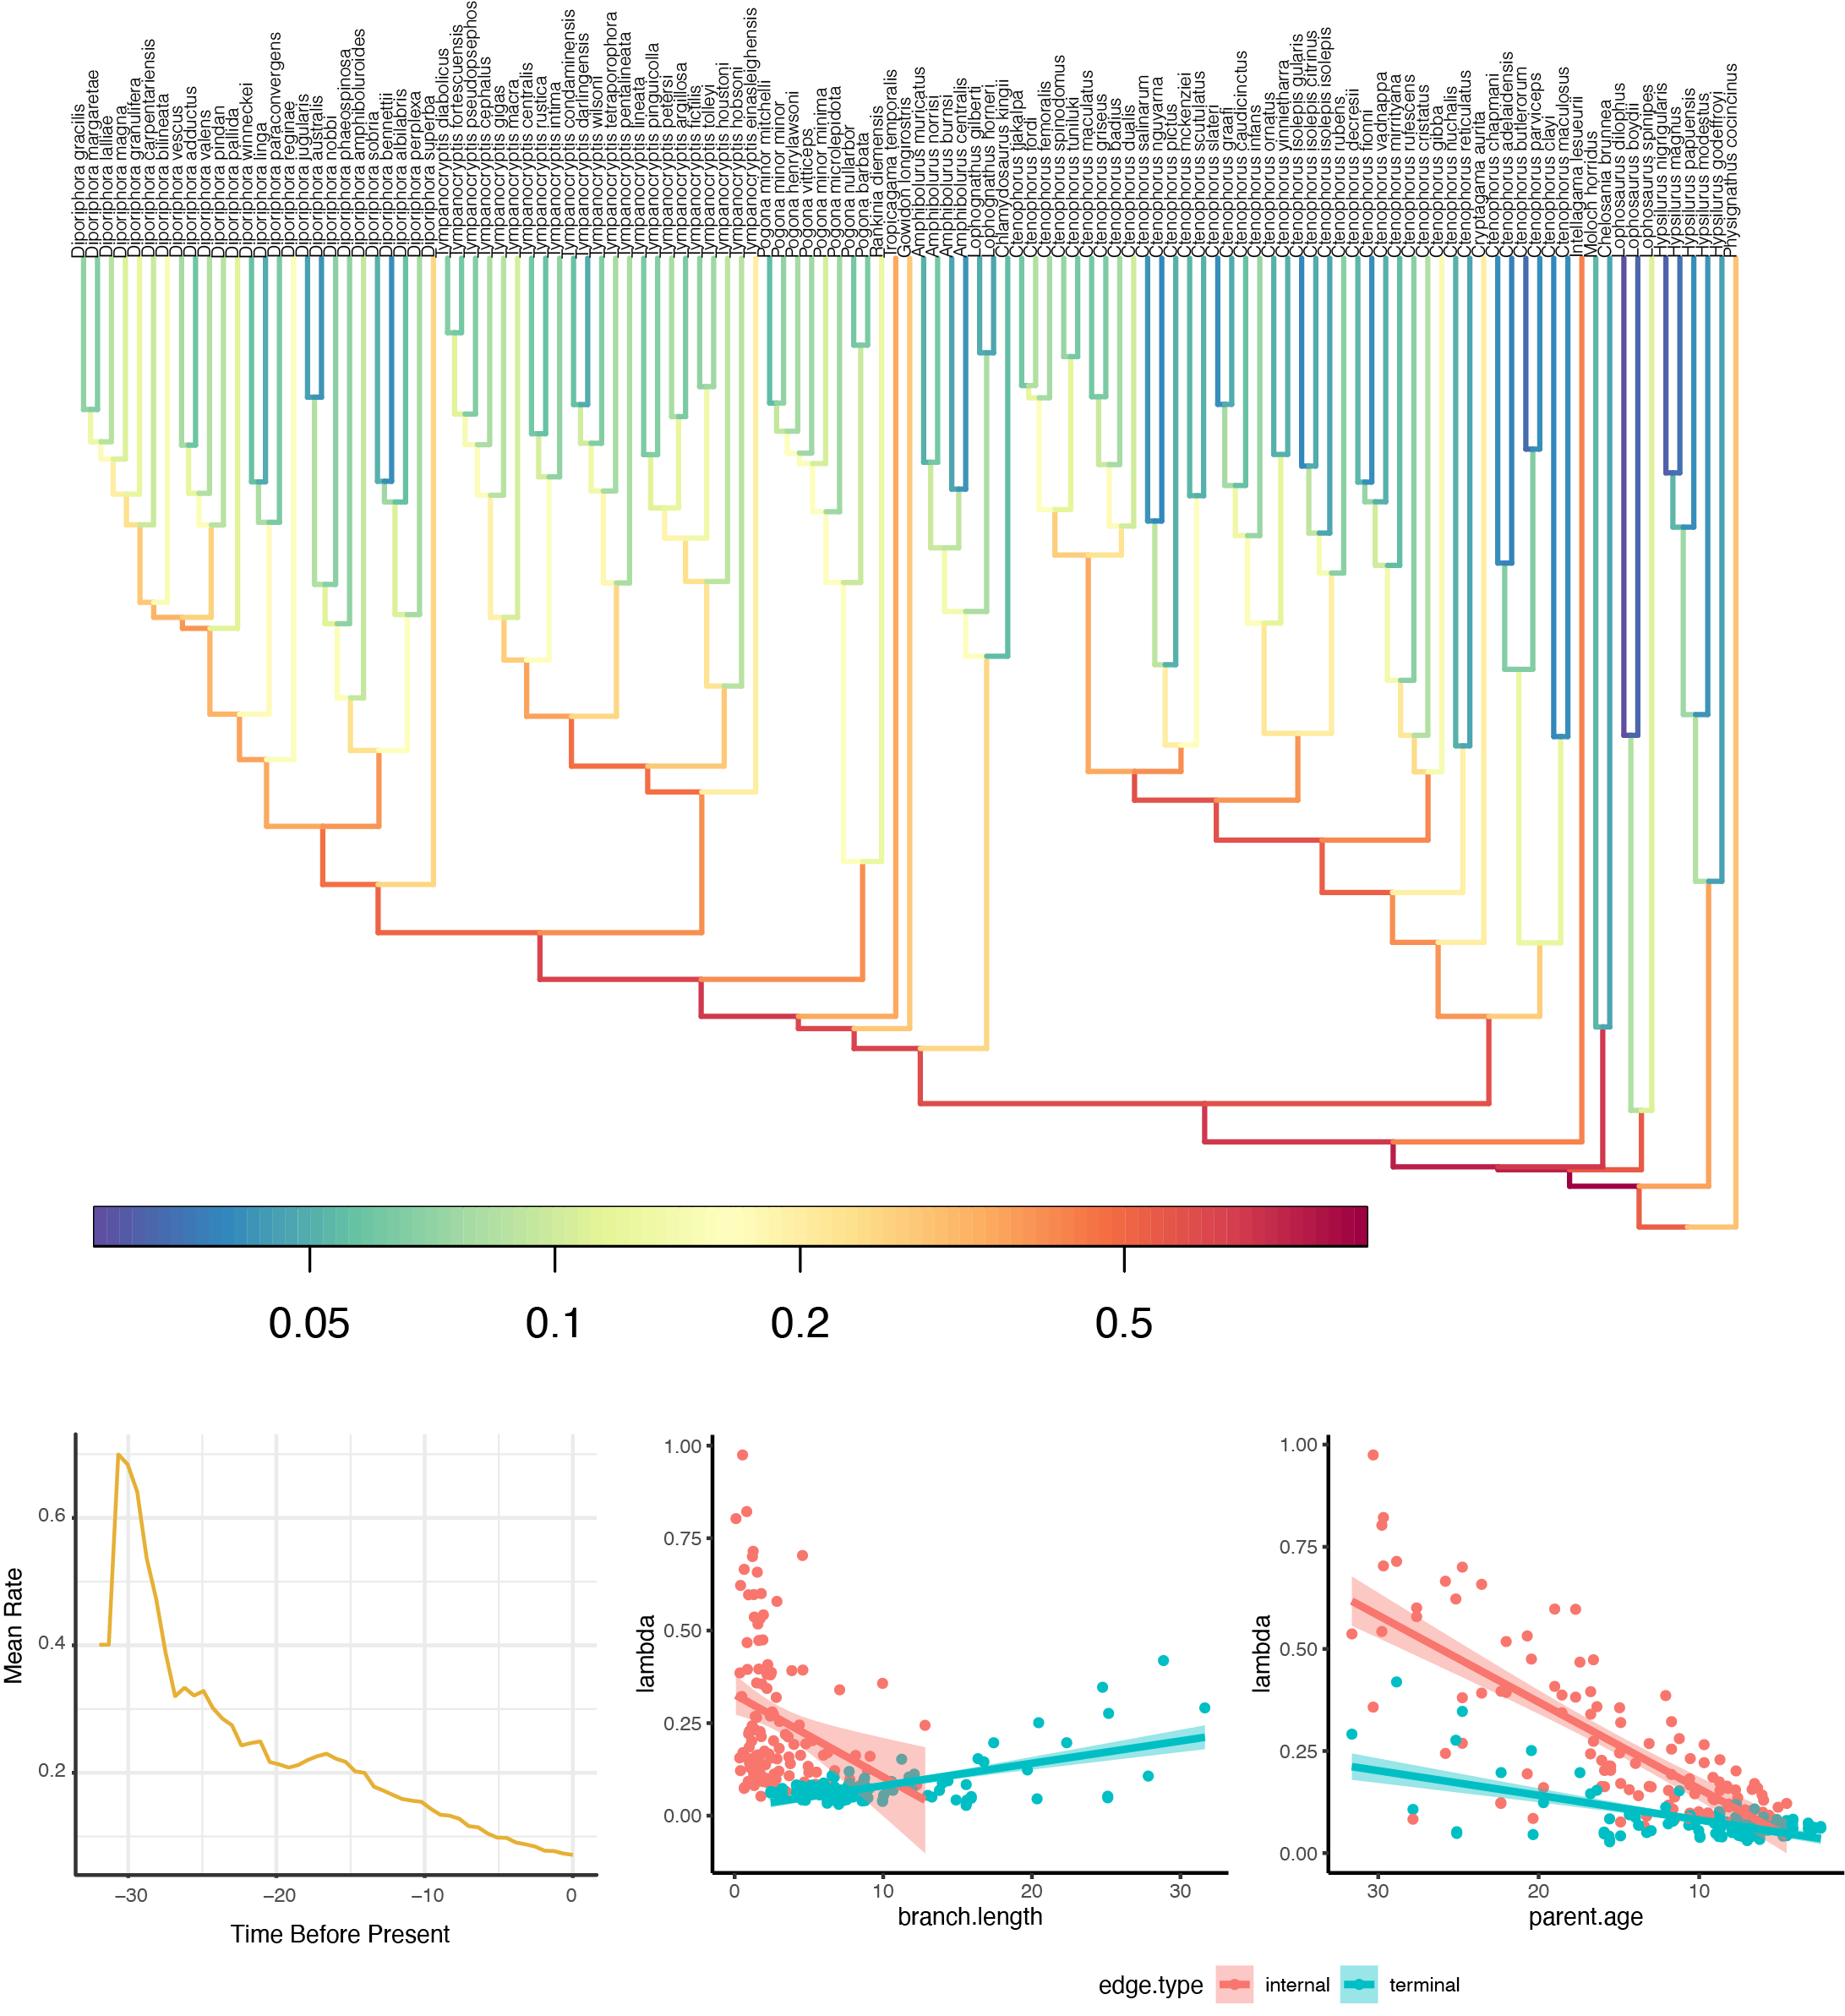 Diporiphora gracilis
Diporiphora margaretae
Diporiphora lalliae
Diporiphora magna
Diporiphora granulifera
Diporiphora carpentariensis
Diporiphora bilineata
Diporiphora vescus
Diporiphora adductus
Diporiphora valens
Diporiphora pindan
Diporiphora pallida
Diporiphora winneckei
Diporiphora linga
Diporiphora paraconvergens
Diporiphora reginae
Diporiphora jugularis
Diporiphora australis
Diporiphora nobbi
Diporiphora phaeospinosa
Diporiphora amphiboluroides
Diporiphora sobria
Diporiphora bennettii
Diporiphora albilabris
Diporiphora perplexa
Diporiphora superba
Tympanocryptis diabolicus
Tympanocryptis fortescuensis
Tympanocryptis pseudopsephos
Tympanocryptis cephalus
Tympanocryptis gigas
Tympanocryptis macra
Tympanocryptis centralis
Tympanocryptis rustica
Tympanocryptis intima
Tympanocryptis condaminensis
Tympanocryptis darlingensis
Tympanocryptis wilsoni
Tympanocryptis tetraporophora
Tympanocryptis pentalineata
Tympanocryptis lineata
Tympanocryptis pinguicolla
Tympanocryptis petersi
Tympanocryptis argillosa
Tympanocryptis fictilis
Tympanocryptis tolleyi
Tympanocryptis houstoni
Tympanocryptis hobsoni
Tympanocryptis einasleighensis
Pogona minor mitchelli
Pogona minor minor
Pogona henrylawsoni
Pogona vitticeps
Pogona minor minima
Pogona microlepidota
Pogona nullarbor
Pogona barbata
Rankinia diemensis
Tropicagama temporalis
Gowidon longirostris
Amphibolurus muricatus
Amphibolurus norrisi
Amphibolurus burnsi
Amphibolurus centralis
Lophognathus gilberti
Lophognathus horneri
Chlamydosaurus kingii
Ctenophorus tjakalpa
Ctenophorus fordi
Ctenophorus femoralis
Ctenophorus spinodomus
Ctenophorus tuniluki
Ctenophorus maculatus
Ctenophorus griseus
Ctenophorus badius
Ctenophorus dualis
Ctenophorus salinarum
Ctenophorus nguyarna
Ctenophorus pictus
Ctenophorus mckenziei
Ctenophorus scutulatus
Ctenophorus slateri
Ctenophorus graafi
Ctenophorus caudicinctus
Ctenophorus infans
Ctenophorus ornatus
Ctenophorus yinnietharra
Ctenophorus isolepis gularis
Ctenophorus isolepis citrinus
Ctenophorus isolepis isolepis
Ctenophorus rubens
Ctenophorus decresii
Ctenophorus fionni
Ctenophorus vadnappa
Ctenophorus mirrityana
Ctenophorus rufescens
Ctenophorus cristatus
Ctenophorus gibba
Ctenophorus nuchalis
Ctenophorus reticulatus
Cryptagama aurita
Ctenophorus chapmani
Ctenophorus adelaidensis
Ctenophorus butlerorum
Ctenophorus parviceps
Ctenophorus clayi
Ctenophorus maculosus
Intellagama lesueurii
Moloch horridus
Chelosania brunnea
Lophosaurus dilophus
Lophosaurus boydii
Lophosaurus spinipes
Hypsilurus nigrigularis
Hypsilurus magnus
Hypsilurus papuensis
Hypsilurus modestus
Hypsilurus godeffroyi
Physignathus cocincinus
0.05 0.1 0.2 0.5
Mean Rate
0.6
0.4
0.2
−30 −20 −10 0
Time Before Present
lambda
1.00
0.75
0.50
0.25
0.00
0 10 20 30
branch.length
lambda
1.00
0.75
0.50
0.25
0.00
30 20 10
parent.age
edge.type internal terminal